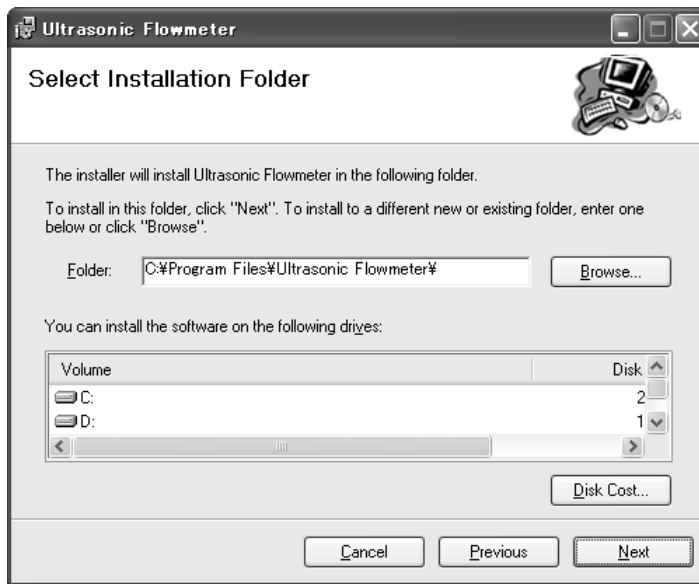 Ultrasonic Flowmeter
Select Installation Folder
The installer will install Ultrasonic Flowmeter in the following folder.
To install in this folder, click "Next". To install to a different new or existing folder, enter one
below or click "Browse".
Folder: C:¥Program Files¥Ultrasonic Flowmeter¥ Browse...
You can install the software on the following drives:
Volume Disk
C: 2
D: 1
Disk Cost...
Cancel Previous Next